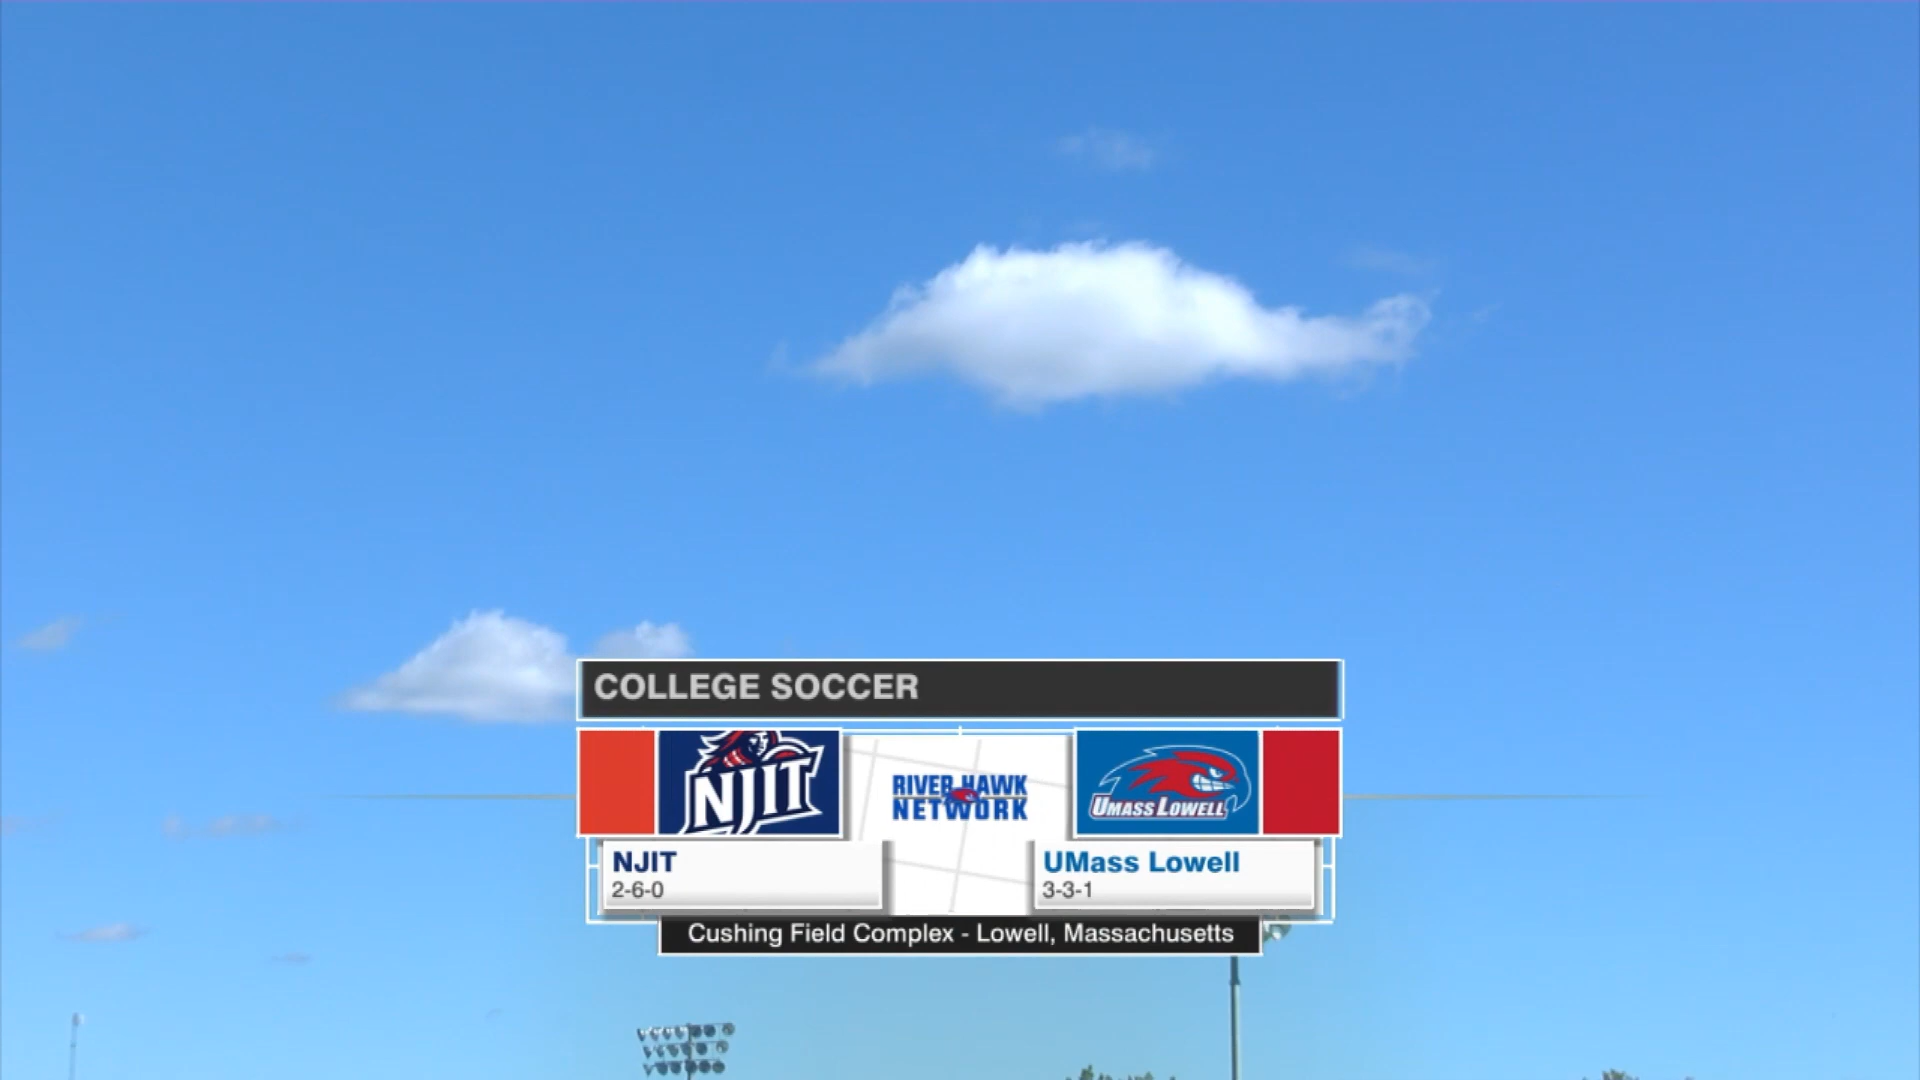 COLLEGE SOCCER
NJIT
RIVER HAWK
NETWORK
UMASS LOWELL
NJIT
2-6-0
UMass Lowell
3-3-1
Cushing Field Complex - Lowell, Massachusetts